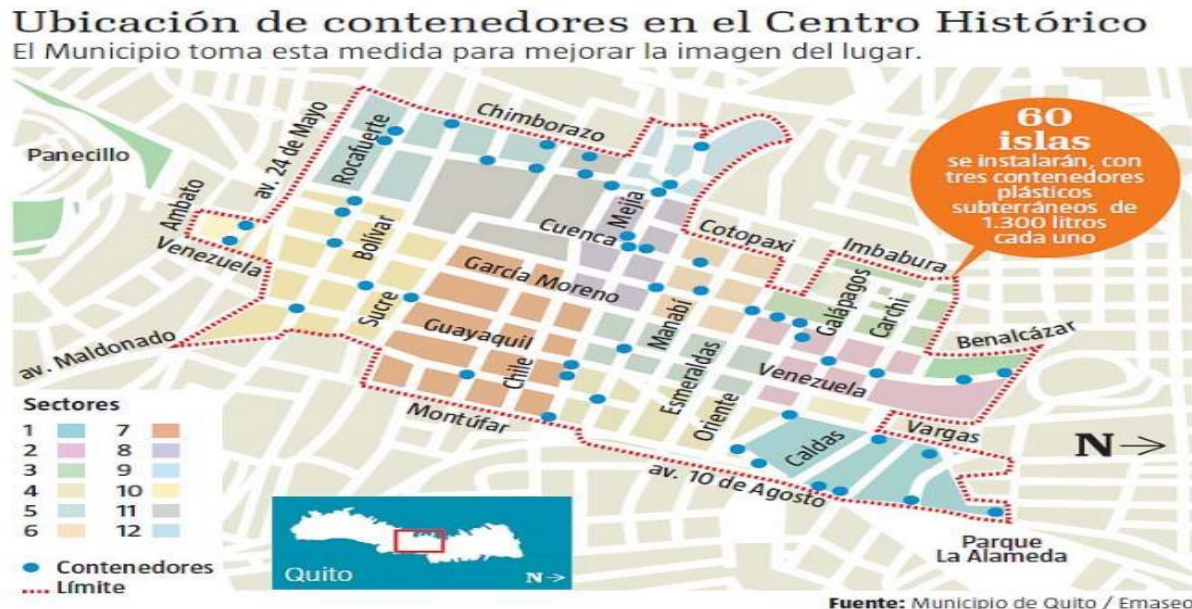 Ubicación de contenedores en el Centro Histórico
El Municipio toma esta medida para mejorar la imagen del lugar.
60
islas
se instalarán, con
tres contenedores
plásticos
subterráneos de
1.300 litros
cada uno
Panecillo
av. 24 de Mayo
Rocafuerte
Chimborazo
Ambato
Venezuela
Bolívar
Cuenca
Mejía
Cotopaxi
Imbabura
García Moreno
Sucre
Galápagos
Carchi
Benalcázar
av. Maldonado
Guayaquil
Manabí
Chile
Esmeraldas
Venezuela
Montúfar
Oriente
Vargas
Caldas
av. 10 de Agosto
N
Parque
La Alameda
Sectores
1 7
2 8
3 9
4 10
5 11
6 12
Contenedores
Límite
Quito
N
Fuente: Municipio de Quito / Emaseo